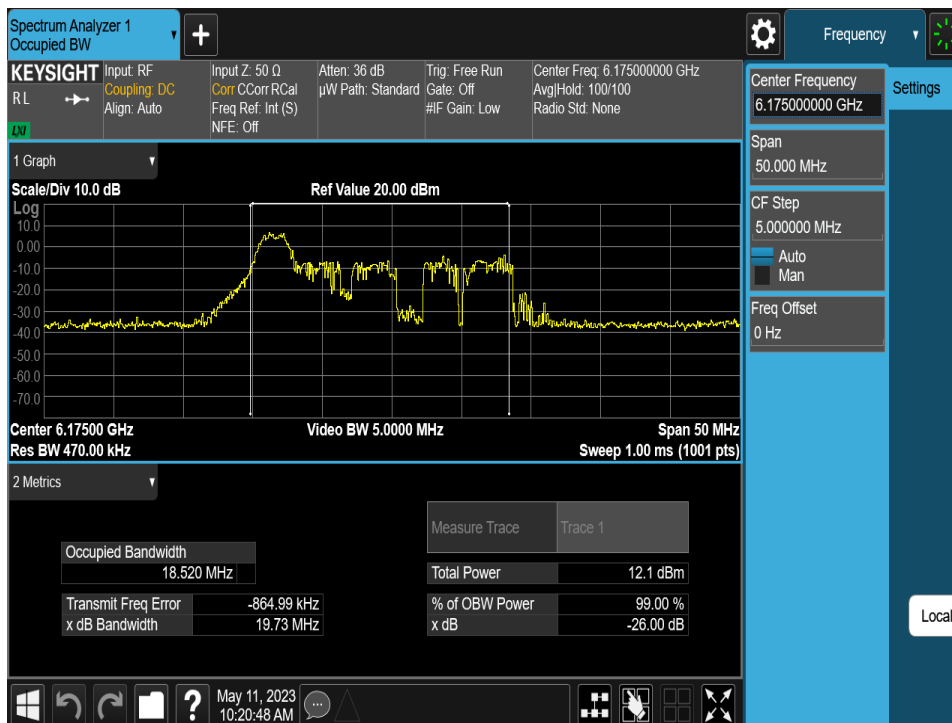 Spectrum Analyzer 1
Occupied BW
+
Frequency
KEYSIGHT
RL
LXI
Input: RF
Coupling: DC
Align: Auto
Input Z: 50 Ω
Corr CCorr RCal
Freq Ref: Int (S)
NFE: Off
Atten: 36 dB
µW Path: Standard
Trig: Free Run
Gate: Off
#IF Gain: Low
Center Freq: 6.175000000 GHz
Avg|Hold: 100/100
Radio Std: None
Center Frequency
6.175000000 GHz
Settings
Span
50.000 MHz
CF Step
5.000000 MHz
Auto
Man
Freq Offset
0 Hz
1 Graph
Scale/Div 10.0 dB
Ref Value 20.00 dBm
Log
10.0
0.00
-10.0
-20.0
-30.0
-40.0
-50.0
-60.0
-70.0
Center 6.17500 GHz
Video BW 5.0000 MHz
Span 50 MHz
Res BW 470.00 kHz
Sweep 1.00 ms (1001 pts)
2 Metrics
Measure Trace
Trace 1
Occupied Bandwidth
18.520 MHz
Total Power
12.1 dBm
Transmit Freq Error
-864.99 kHz
% of OBW Power
99.00 %
x dB Bandwidth
19.73 MHz
x dB
-26.00 dB
Local
?
May 11, 2023
10:20:48 AM